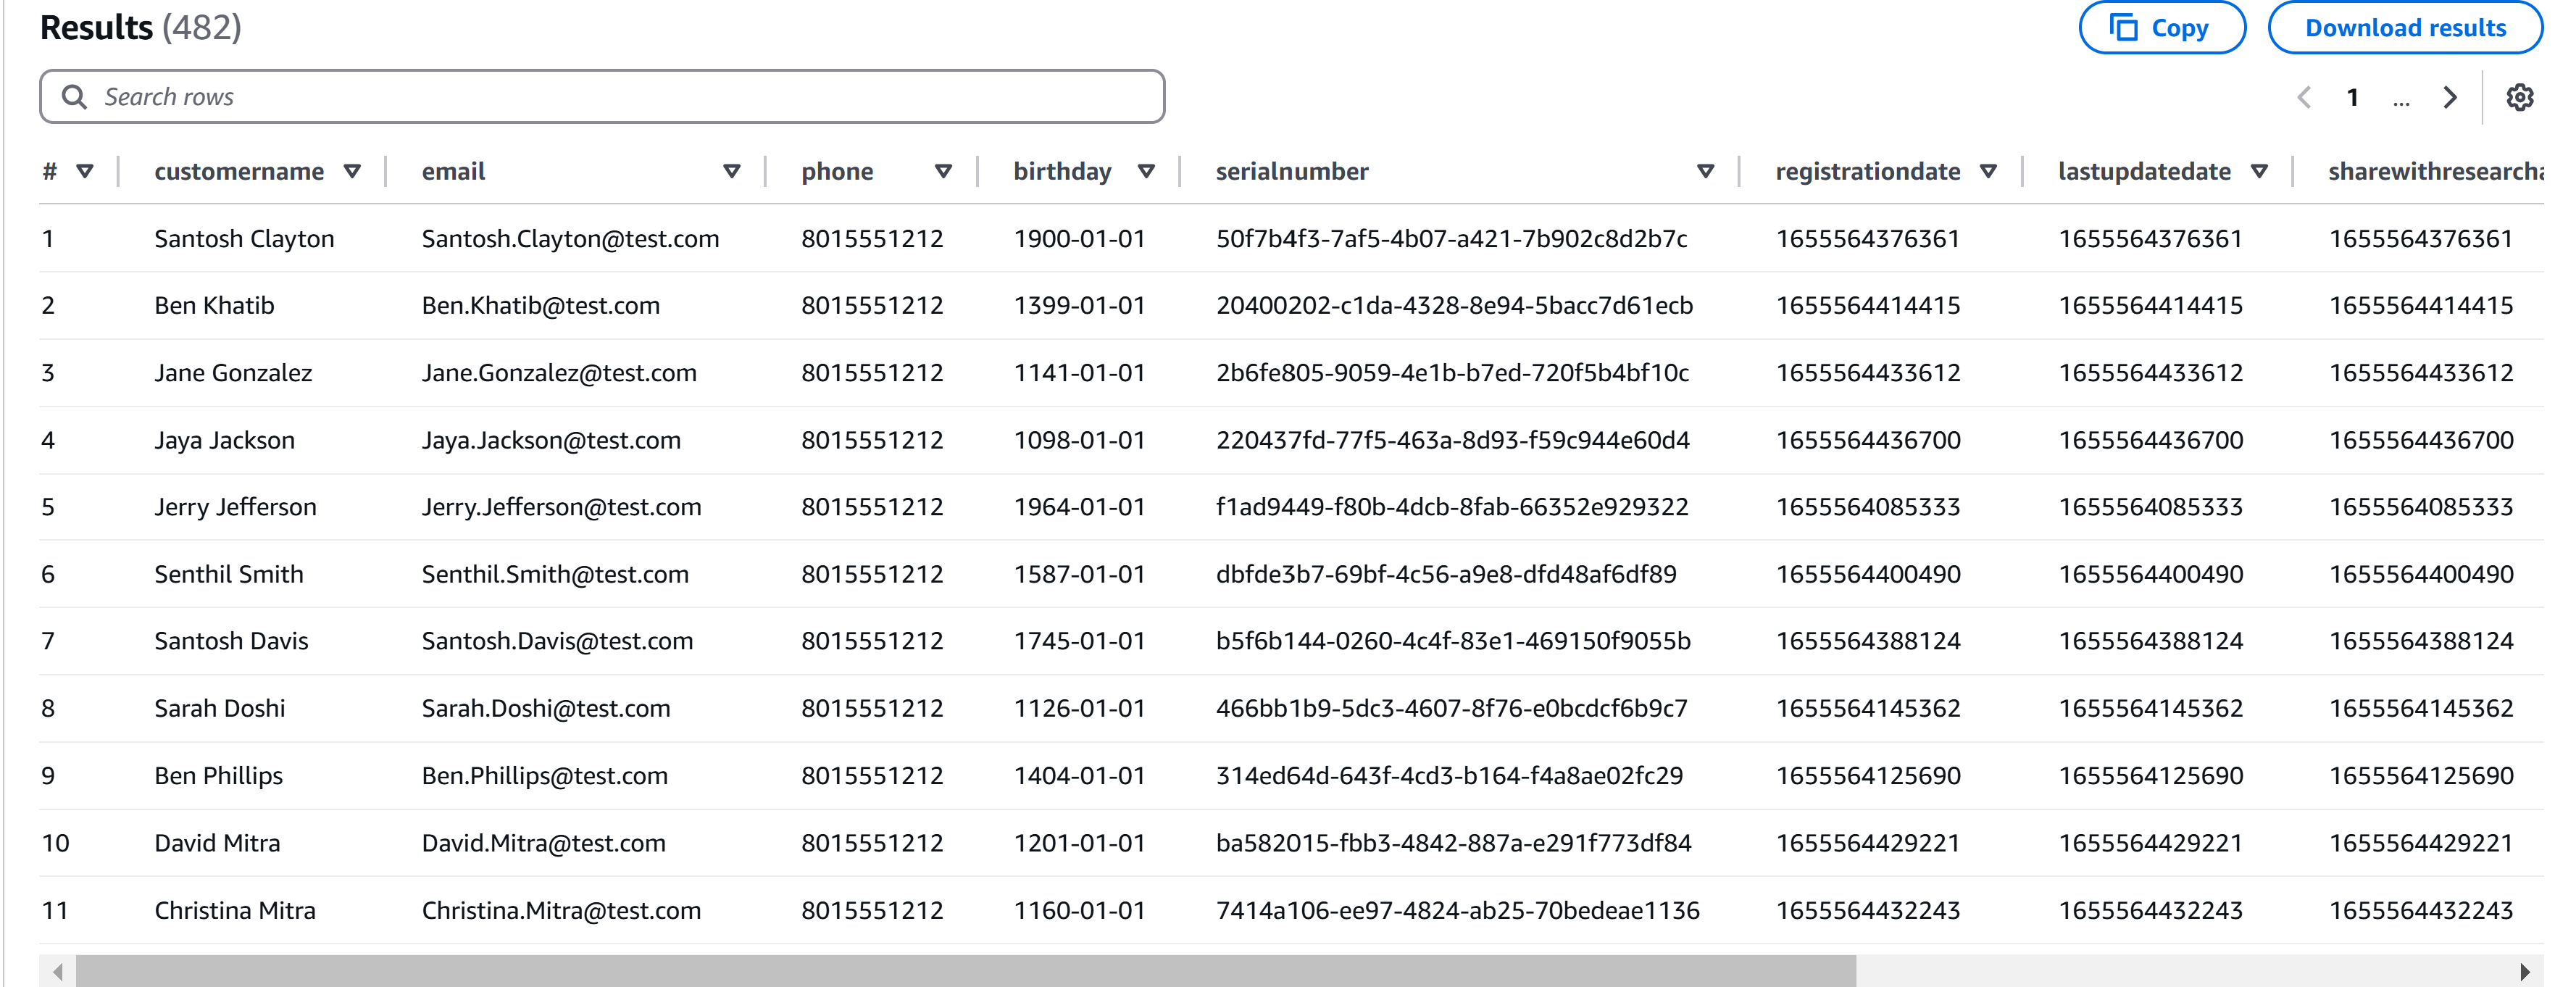 Results (482)
Copy
Download results
Search rows
1 ...
# customername email phone birthday serialnumber registrationdate lastupdatedate sharewithresearcha
1 Santosh Clayton Santosh.Clayton@test.com 8015551212 1900-01-01 50f7b4f3-7af5-4b07-a421-7b902c8d2b7c 1655564376361 1655564376361 1655564376361
2 Ben Khatib Ben.Khatib@test.com 8015551212 1399-01-01 20400202-c1da-4328-8e94-5bacc7d61ecb 1655564414415 1655564414415 1655564414415
3 Jane Gonzalez Jane.Gonzalez@test.com 8015551212 1141-01-01 2b6fe805-9059-4e1b-b7ed-720f5b4bf10c 1655564433612 1655564433612 1655564433612
4 Jaya Jackson Jaya.Jackson@test.com 8015551212 1098-01-01 220437fd-77f5-463a-8d93-f59c944e60d4 1655564436700 1655564436700 1655564436700
5 Jerry Jefferson Jerry.Jefferson@test.com 8015551212 1964-01-01 f1ad9449-f80b-4dcb-8fab-66352e929322 1655564085333 1655564085333 1655564085333
6 Senthil Smith Senthil.Smith@test.com 8015551212 1587-01-01 dbfde3b7-69bf-4c56-a9e8-dfd48af6df89 1655564400490 1655564400490 1655564400490
7 Santosh Davis Santosh.Davis@test.com 8015551212 1745-01-01 b5f6b144-0260-4c4f-83e1-469150f9055b 1655564388124 1655564388124 1655564388124
8 Sarah Doshi Sarah.Doshi@test.com 8015551212 1126-01-01 466bb1b9-5dc3-4607-8f76-e0bcdcf6b9c7 1655564145362 1655564145362 1655564145362
9 Ben Phillips Ben.Phillips@test.com 8015551212 1404-01-01 314ed64d-643f-4cd3-b164-f4a8ae02fc29 1655564125690 1655564125690 1655564125690
10 David Mitra David.Mitra@test.com 8015551212 1201-01-01 ba582015-fbb3-4842-887a-e291f773df84 1655564429221 1655564429221 1655564429221
11 Christina Mitra Christina.Mitra@test.com 8015551212 1160-01-01 7414a106-ee97-4824-ab25-70bedeae1136 1655564432243 1655564432243 1655564432243